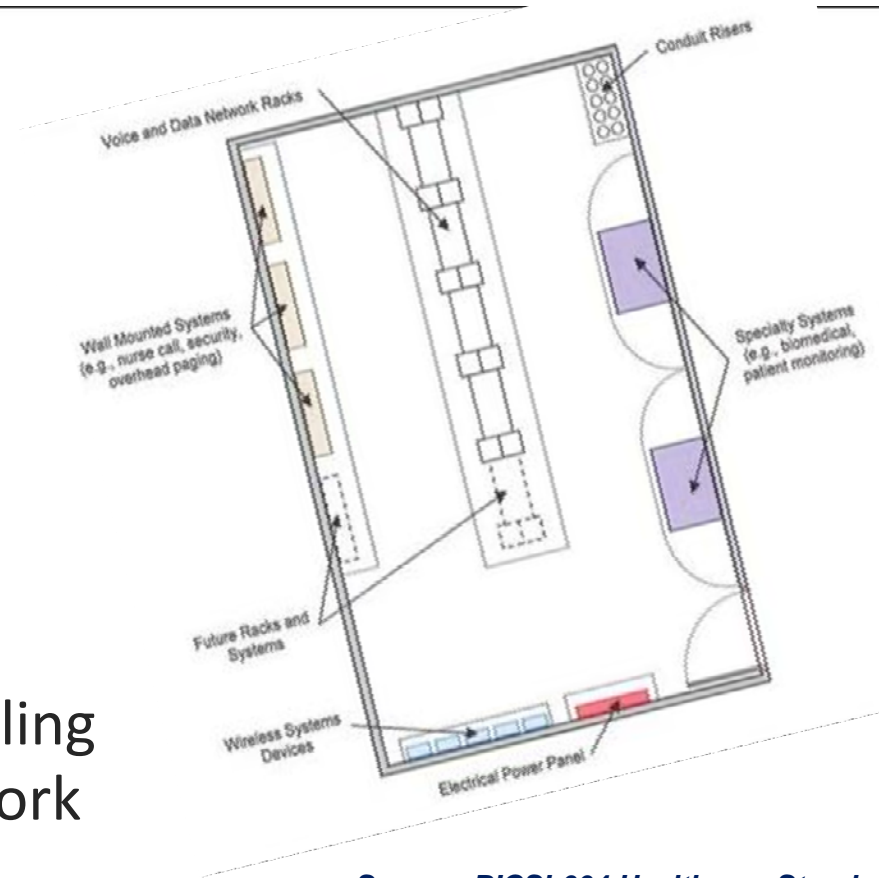 Conduit Risers
Voice and Data Network Racks
Wall Mounted Systems
(e.g., nurse call, security,
overhead paging)
Specialty Systems
(e.g., biomedical,
patient monitoring)
Future Racks and
Systems
Wireless Systems
Devices
Electrical Power Panel
ling
ork